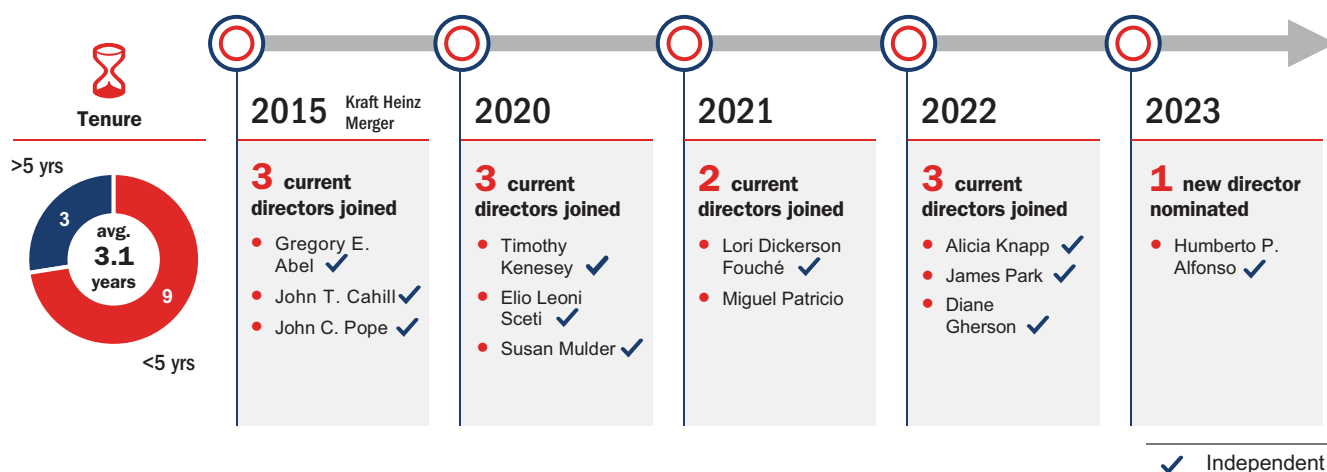 Tenure
>5 yrs
3
avg.
3.1
years
9
<5 yrs
2015
Kraft Heinz
Merger
3 current
directors joined
• Gregory E.
Abel ✓
• John T. Cahill ✓
• John C. Pope ✓
2020
3 current
directors joined
• Timothy
Kenesey ✓
• Elio Leoni
Sceti ✓
• Susan Mulder ✓
2021
2 current
directors joined
• Lori Dickerson
Fouché ✓
• Miguel Patricio
2022
3 current
directors joined
• Alicia Knapp ✓
• James Park ✓
• Diane
Gherson ✓
2023
1 new director
nominated
• Humberto P.
Alfonso ✓
✓ Independent